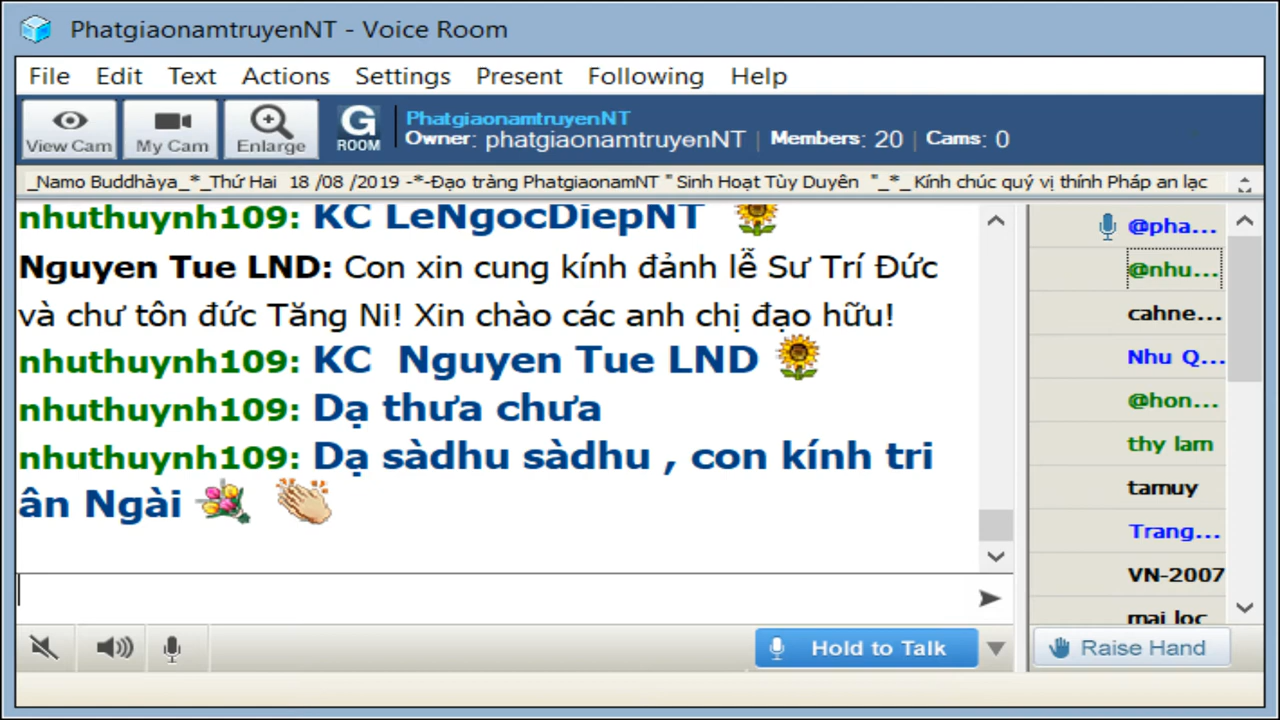 PhatgiaonamtruyenNT - Voice Room
File Edit Text Actions Settings Present Following Help
View Cam My Cam Enlarge G ROOM
PhatgiaonamtruyenNT
Owner: phatgiaonamtruyenNT | Members: 20 | Cams: 0
_Namo Buddhàya_*_Thứ Hai 18 /08 /2019 -*-Đạo tràng PhatgiaonamNT " Sinh Hoạt Tùy Duyên "_*_ Kính chúc quý vị thính Pháp an lạc
nhuthuynh109: KC LeNgocDiepNT
Nguyen Tue LND: Con xin cung kính đảnh lễ Sư Trí Đức
và chư tôn đức Tăng Ni! Xin chào các anh chị đạo hữu!
nhuthuynh109: KC Nguyen Tue LND
nhuthuynh109: Dạ thưa chưa
nhuthuynh109: Dạ sàdhu sàdhu , con kính tri
ân Ngài
@pha...
@nhu...
cahne...
Nhu Q...
@hon...
thy lam
tamuy
Trang...
VN-2007
mai loc
Hold to Talk
Raise Hand